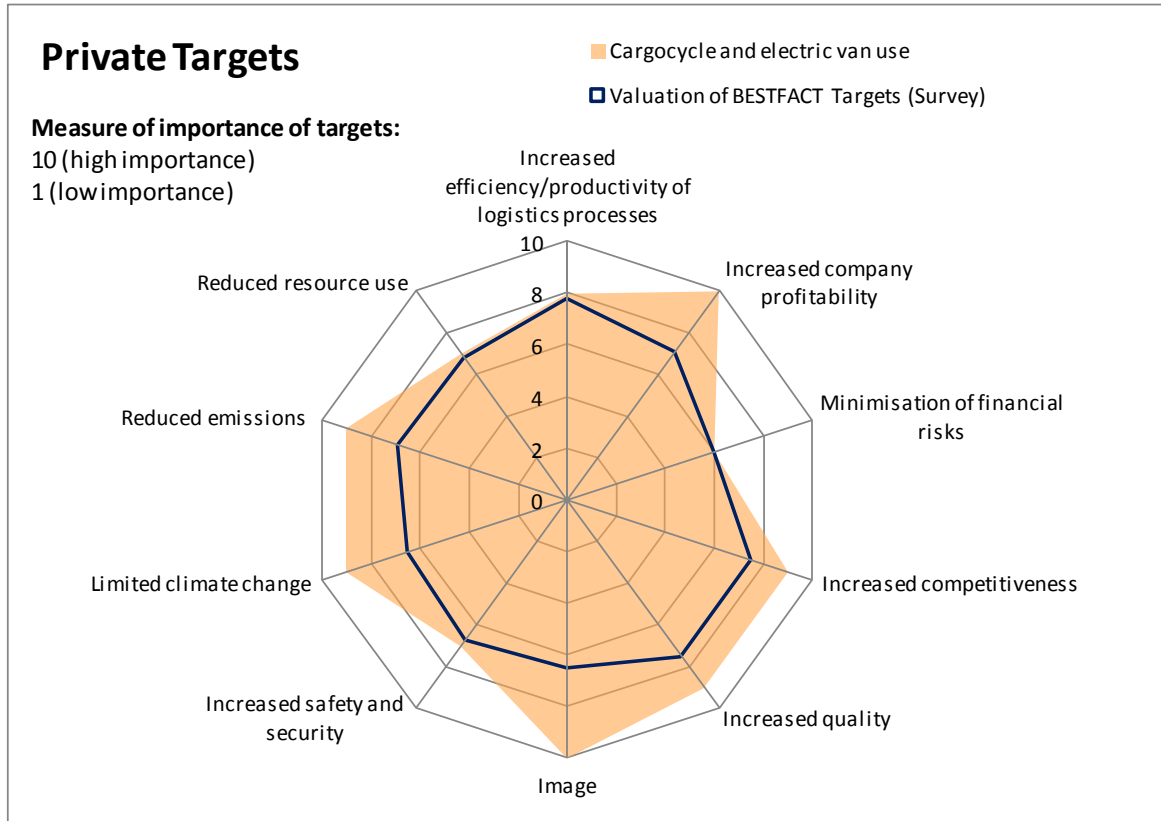 Private Targets
Cargocycle and electric van use
Valuation of BESTFACT Targets (Survey)
Measure of importance of targets:
10 (high importance)
1 (low importance)
Increased
efficiency/productivity of
logistics processes
Increased company
profitability
Minimisation of financial
risks
Increased competitiveness
Increased quality
Image
Increased safety and
security
Limited climate change
Reduced emissions
Reduced resource use
10
8
6
4
2
0